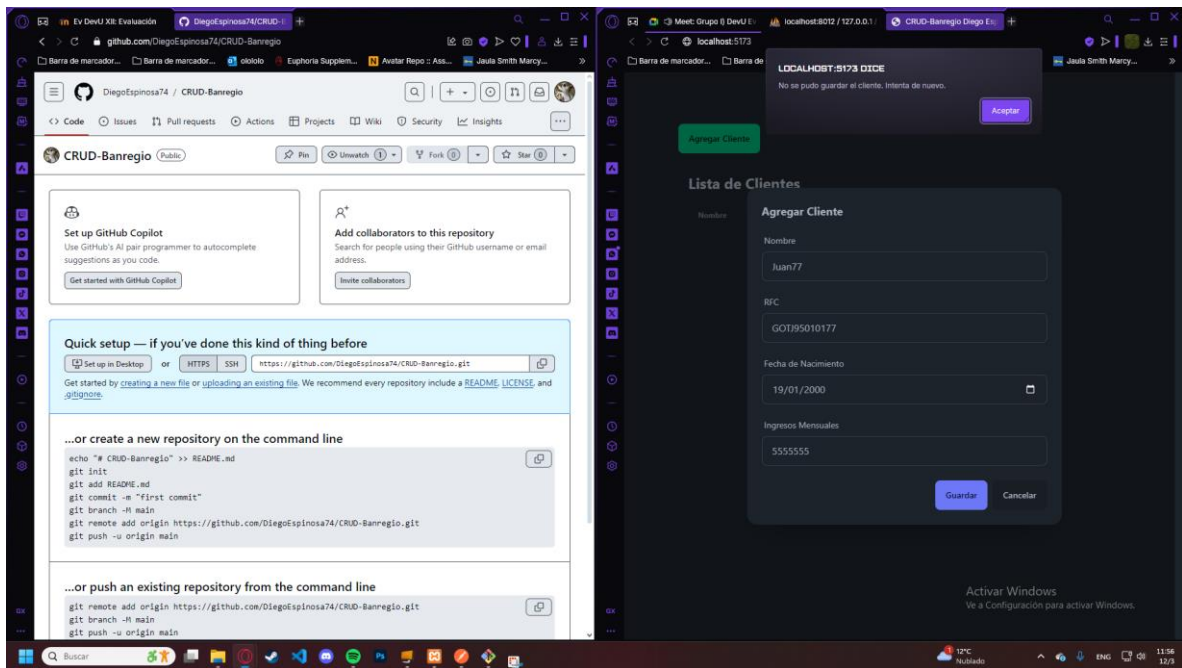 Ev DevU XII: Evaluación
DiegoEspinosa74/CRUD-B
github.com/DiegoEspinosa74/CRUD-Banregio
Barra de marcador...
Barra de marcador...
olololo
Euphoria Supplem...
Avatar Repo :: Ass...
Jaula Smith Marcy...
DiegoEspinosa74 / CRUD-Banregio
Code
Issues
Pull requests
Actions
Projects
Wiki
Security
Insights
CRUD-Banregio
Public
Pin
Unwatch 1
Fork 0
Star 0
Set up GitHub Copilot
Use GitHub's AI pair programmer to autocomplete
suggestions as you code.
Get started with GitHub Copilot
Add collaborators to this repository
Search for people using their GitHub username or email
address.
Invite collaborators
Quick setup — if you've done this kind of thing before
Set up in Desktop
or
HTTPS
SSH
https://github.com/DiegoEspinosa74/CRUD-Banregio.git
Get started by creating a new file or uploading an existing file. We recommend every repository include a README, LICENSE, and
.gitignore.
...or create a new repository on the command line
echo "# CRUD-Banregio" >> README.md
git init
git add README.md
git commit -m "first commit"
git branch -M main
git remote add origin https://github.com/DiegoEspinosa74/CRUD-Banregio.git
git push -u origin main
...or push an existing repository from the command line
git remote add origin https://github.com/DiegoEspinosa74/CRUD-Banregio.git
git branch -M main
git push -u origin main
Meet: Grupo I) DevU Ev
localhost:8012 / 127.0.0.1
CRUD-Banregio Diego Es
localhost:5173
Barra de marcador...
Barra de
Jaula Smith Marcy...
LOCALHOST:5173 DICE
No se pudo guardar el cliente. Intenta de nuevo.
Aceptar
Agregar Cliente
Lista de Clientes
Nombre
Agregar Cliente
Nombre
Juan77
RFC
GOTJ95010177
Fecha de Nacimiento
19/01/2000
Ingresos Mensuales
5555555
Guardar
Cancelar
Activar Windows
Ve a Configuración para activar Windows.
GX
GX
Buscar
Ps
12°C
Nublado
ENG
11:56
12/3